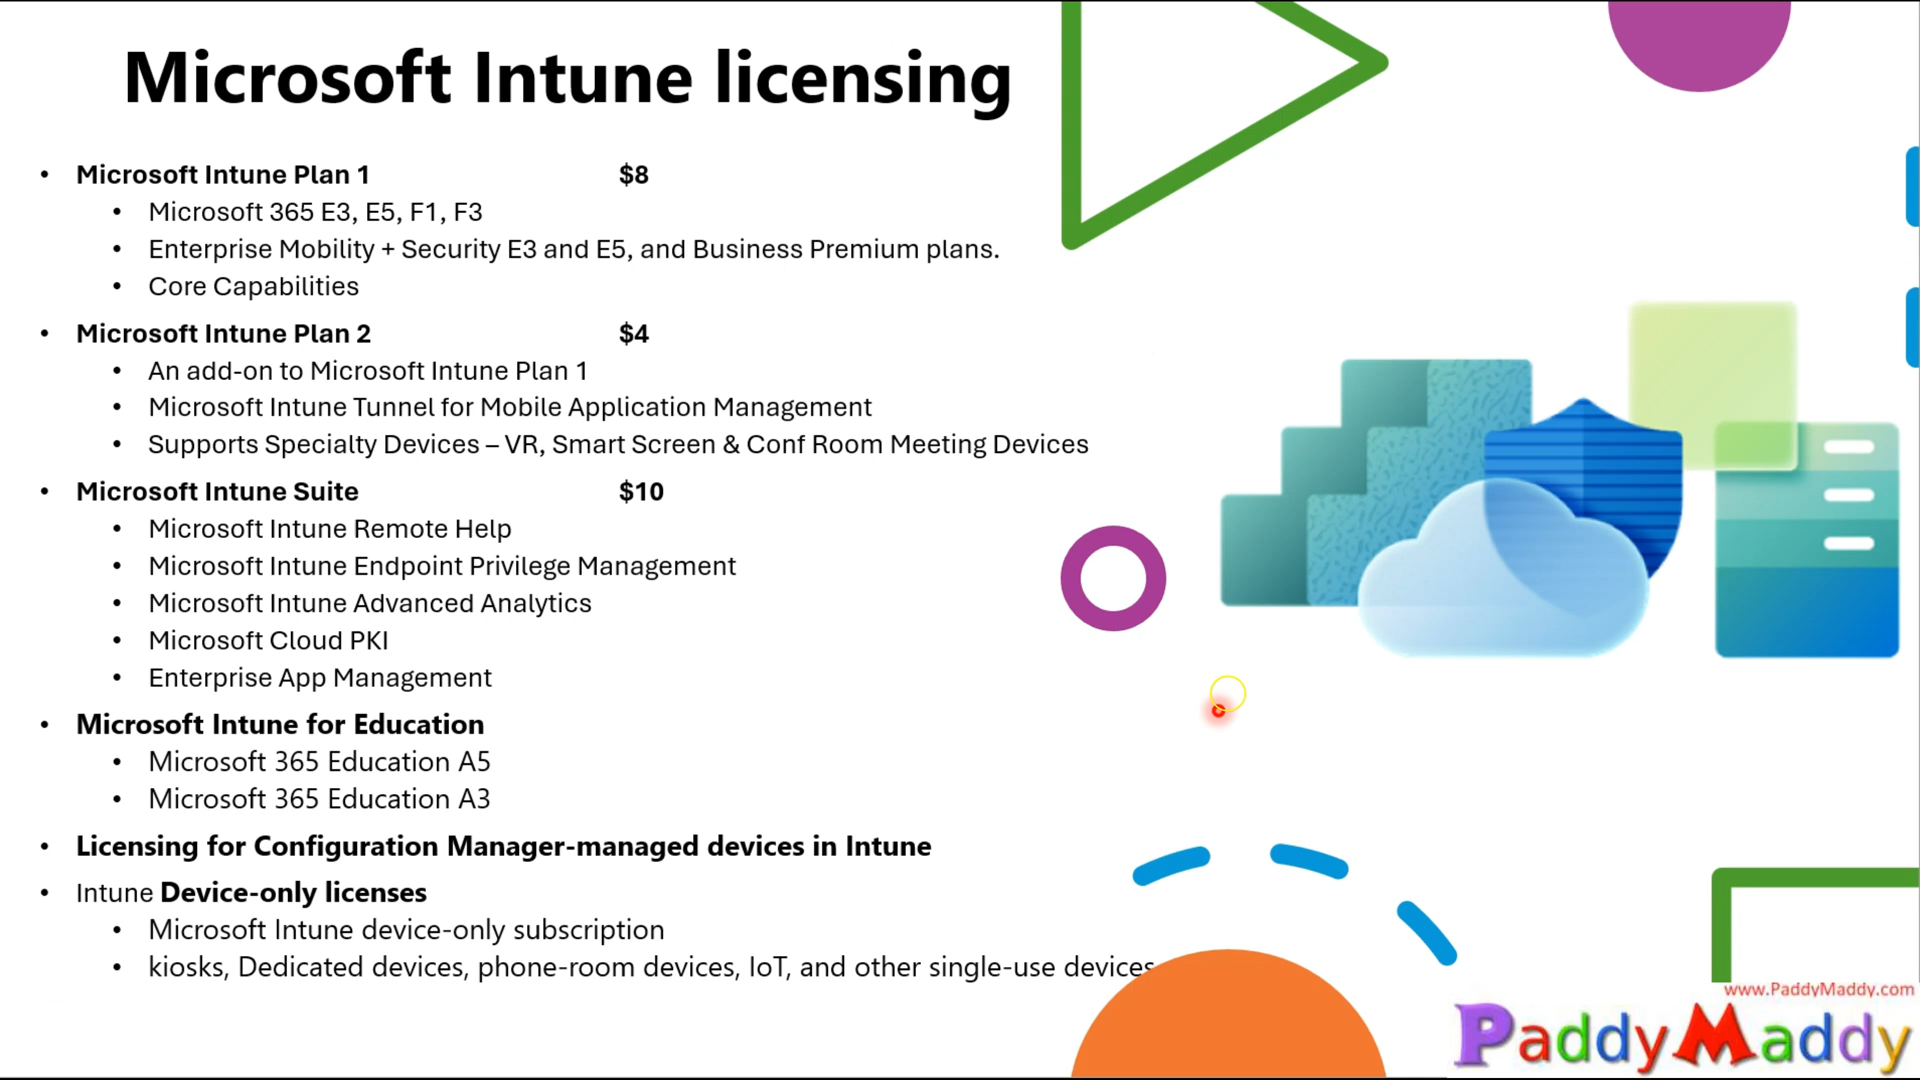 Microsoft Intune licensing
• Microsoft Intune Plan 1 $8
• Microsoft 365 E3, E5, F1, F3
• Enterprise Mobility + Security E3 and E5, and Business Premium plans.
• Core Capabilities
• Microsoft Intune Plan 2 $4
• An add-on to Microsoft Intune Plan 1
• Microsoft Intune Tunnel for Mobile Application Management
• Supports Specialty Devices – VR, Smart Screen & Conf Room Meeting Devices
• Microsoft Intune Suite $10
• Microsoft Intune Remote Help
• Microsoft Intune Endpoint Privilege Management
• Microsoft Intune Advanced Analytics
• Microsoft Cloud PKI
• Enterprise App Management
• Microsoft Intune for Education
• Microsoft 365 Education A5
• Microsoft 365 Education A3
• Licensing for Configuration Manager-managed devices in Intune
• Intune Device-only licenses
• Microsoft Intune device-only subscription
• kiosks, Dedicated devices, phone-room devices, IoT, and other single-use devices
www.PaddyMaddy.com
PaddyMaddy